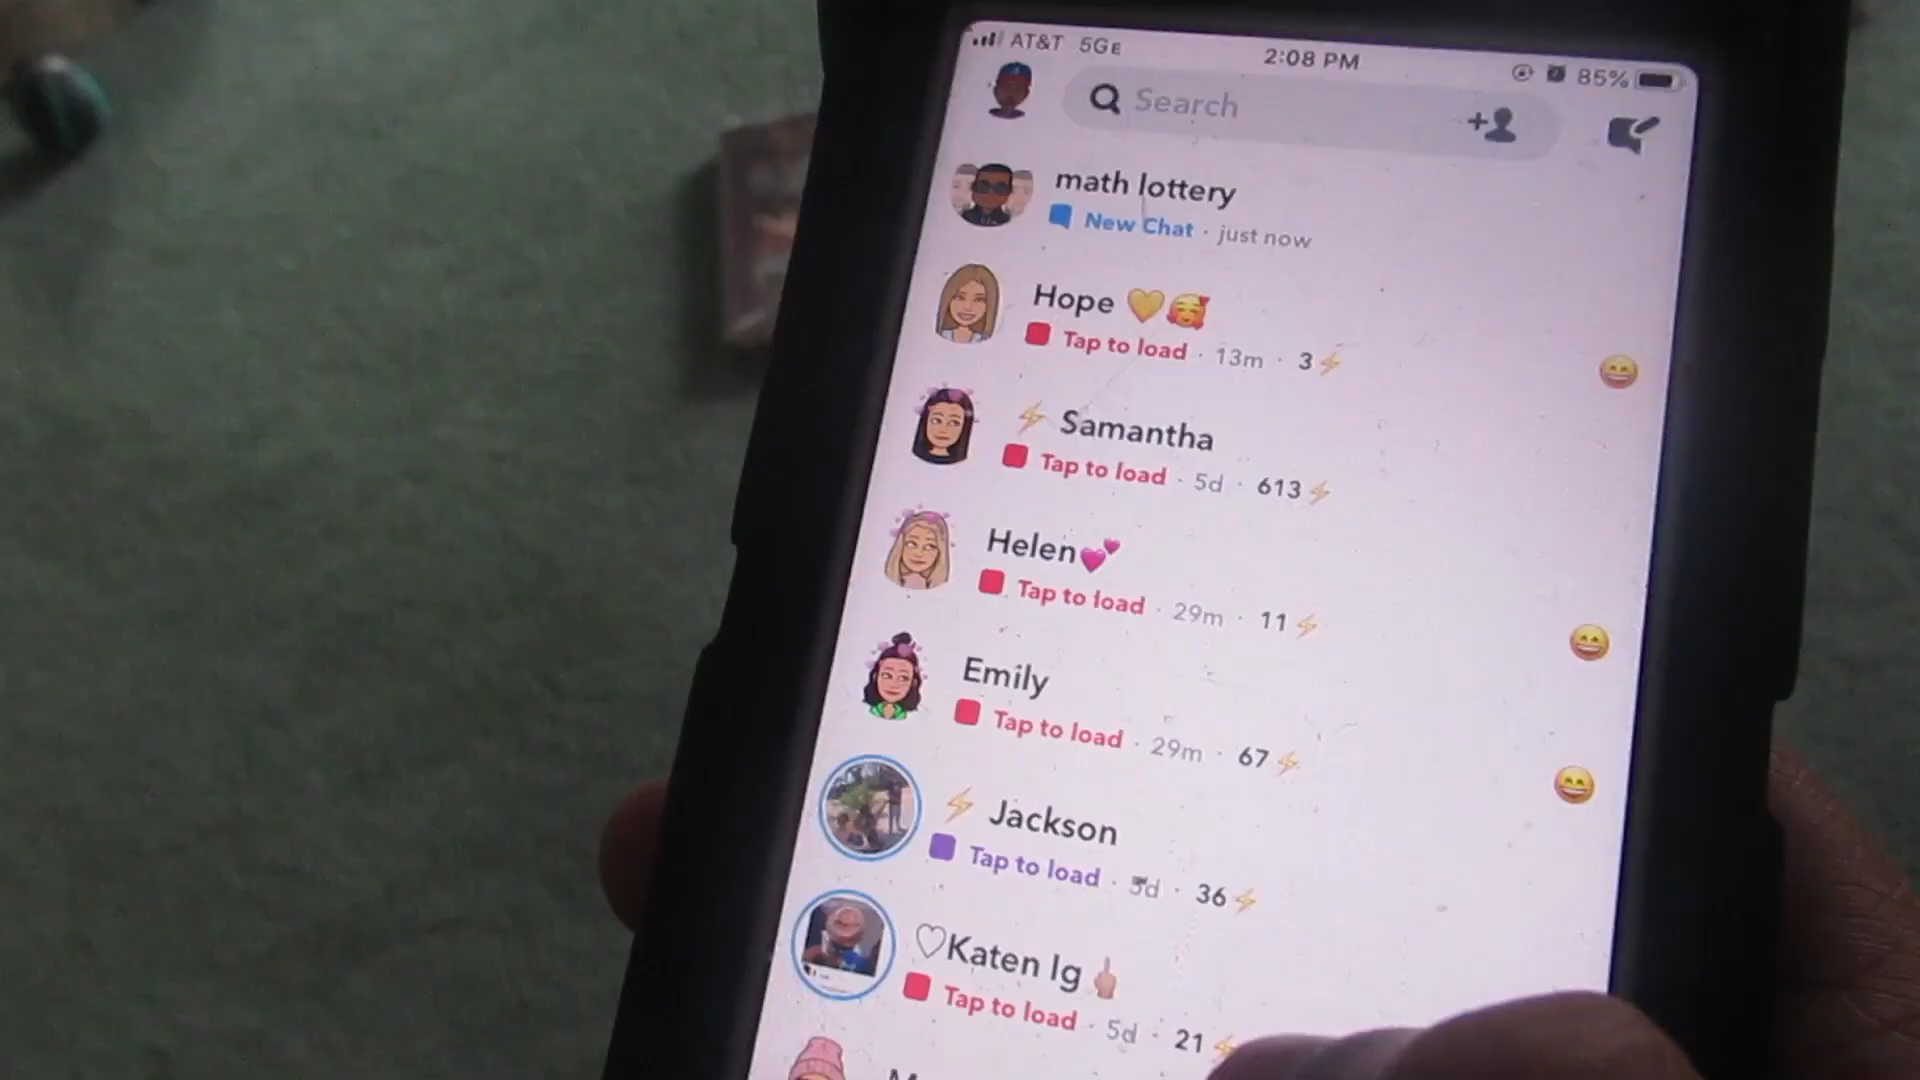 AT&T 5GE 2:08 PM 85%
Search
math lottery
New Chat · just now
Hope 💛🥰
Tap to load · 13m · 3⚡
⚡ Samantha
Tap to load · 5d · 613⚡
Helen💕
Tap to load · 29m · 11⚡
Emily
Tap to load · 29m · 67⚡
⚡ Jackson
Tap to load · 5d · 36⚡
♡Katen Ig🖕🏼
Tap to load · 5d · 21⚡